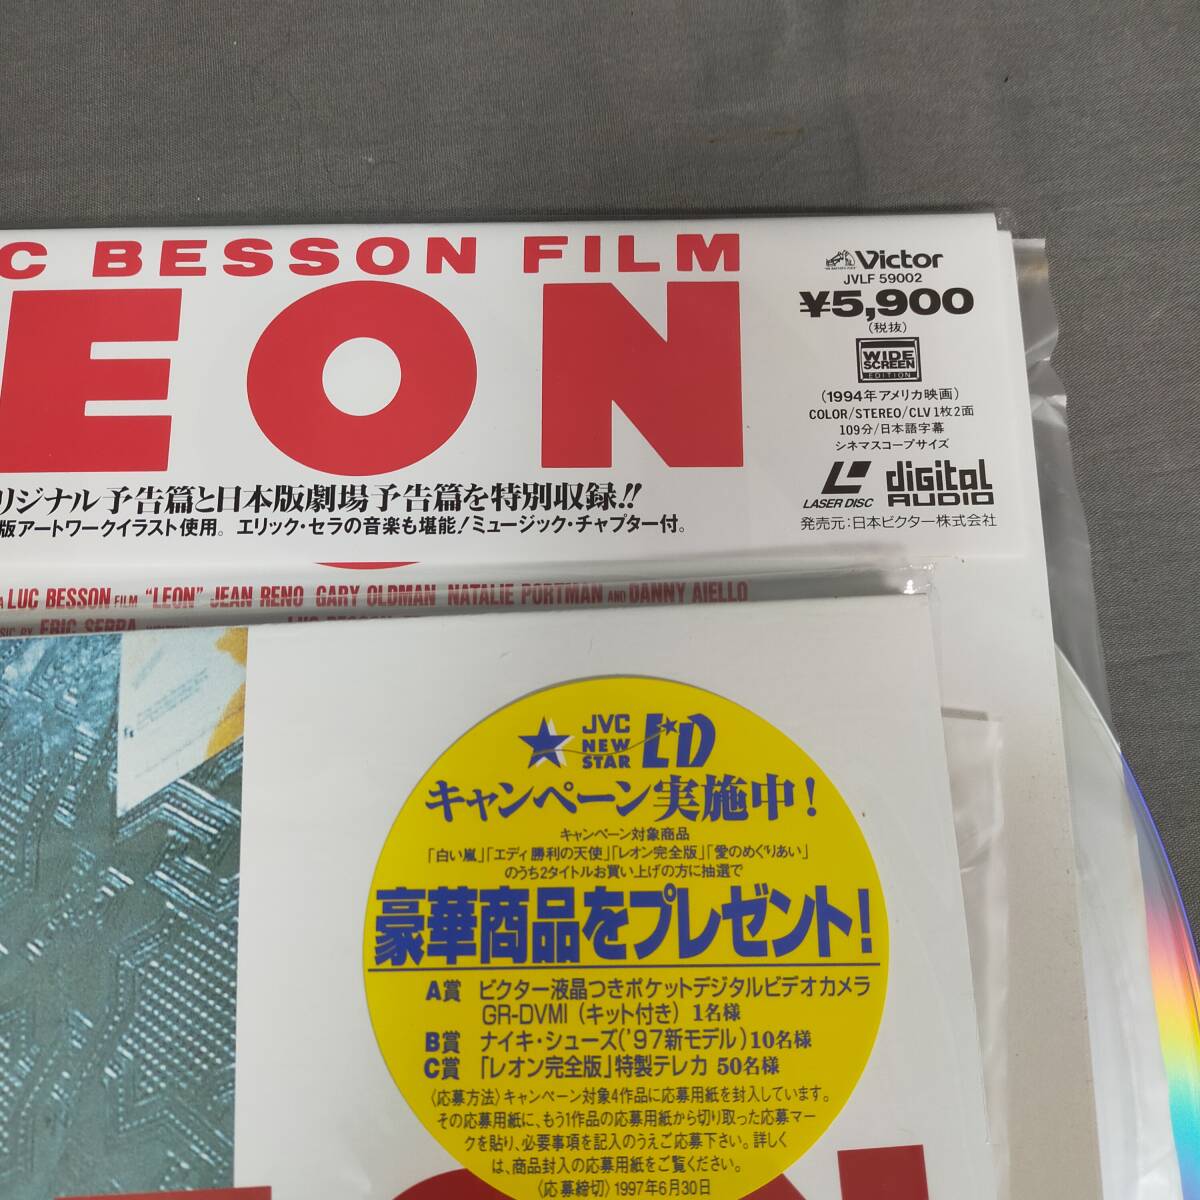 C BESSON FILM
EON
Victor
JVLF 59002
¥5,900
(税抜)
WIDE
SCREEN
EDITION
(1994年アメリカ映画)
COLOR/STEREO/CLV1枚2面
109分/日本語字幕
シネマスコープサイズ
LASER DISC
digital
AUDIO
発売元:日本ビクター株式会社
リジナル予告篇と日本版劇場予告篇を特別収録!!
版アートワークイラスト使用。エリック・セラの音楽も堪能!ミュージック・チャプター付。
A LUC BESSON FILM "LEON" JEAN RENO GARY OLDMAN NATALIE PORTMAN AND DANNY AIELLO
BY ERIC SERRA
JVC
NEW
STAR
LD
キャンペーン実施中!
キャンペーン対象商品
「白い嵐」「エディ勝利の天使」「レオン完全版」「愛のめぐりあい」
のうち2タイトルお買い上げの方に抽選で
豪華商品をプレゼント!
A賞 ビクター液晶つきポケットデジタルビデオカメラ
GR-DVMI(キット付き)1名様
B賞 ナイキ・シューズ('97新モデル)10名様
C賞 「レオン完全版」特製テレカ 50名様
〈応募方法〉キャンペーン対象4作品に応募用紙を封入しています。
その応募用紙に、もう1作品の応募用紙から切り取った応募マー
クを貼り、必要事項を記入のうえご応募下さい。詳しく
は、商品封入の応募用紙をご覧ください。
〈応募締切〉1997年6月30日